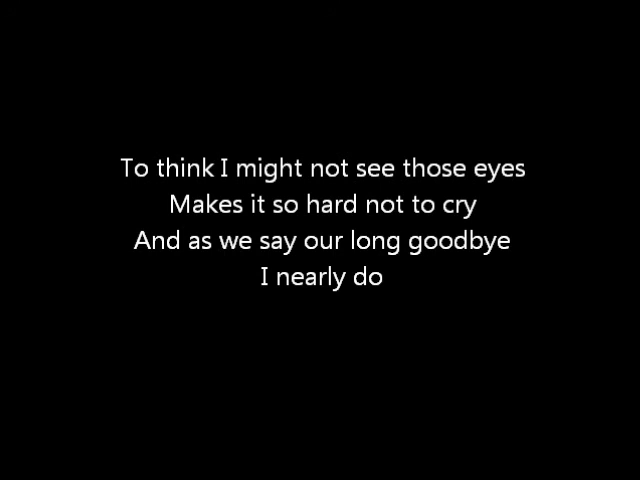 To think I might not see those eyes
Makes it so hard not to cry
And as we say our long goodbye
I nearly do